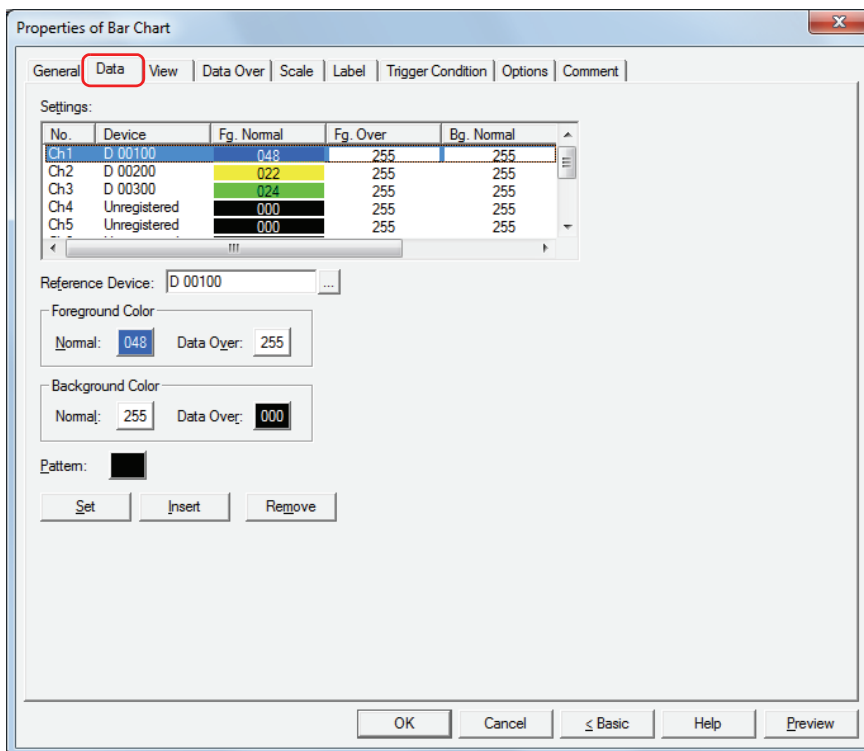 Properties of Bar Chart
General Data View Data Over Scale Label Trigger Condition Options Comment
Settings:
No. Device Fg. Normal Fg. Over Bg. Normal
Ch1 D 00100 048 255 255
Ch2 D 00200 022 255 255
Ch3 D 00300 024 255 255
Ch4 Unregistered 000 255 255
Ch5 Unregistered 000 255 255
Reference Device: D 00100 ...
Foreground Color
Normal: 048 Data Over: 255
Background Color
Normal: 255 Data Over: 000
Pattern:
Set Insert Remove
OK Cancel < Basic Help Preview